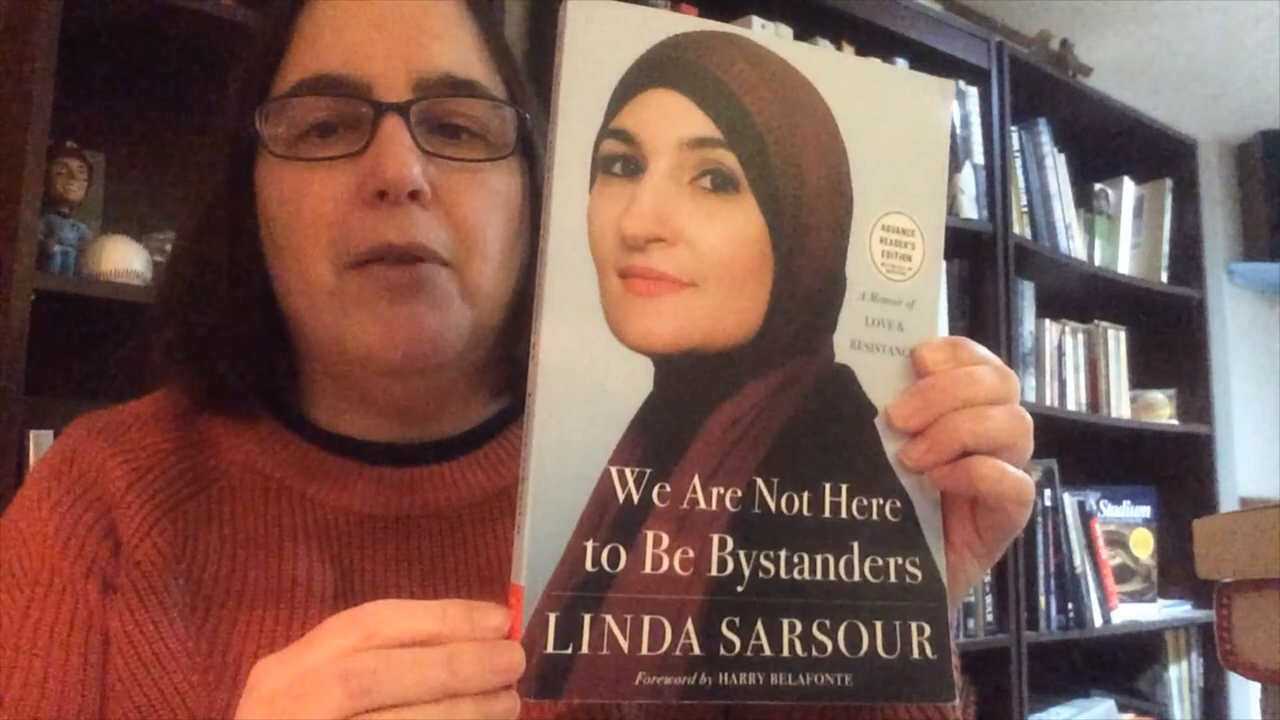 ADVANCE
READER'S
EDITION
A Memoir of
LOVE &
RESISTANCE
We Are Not Here
to Be Bystanders
LINDA SARSOUR
Foreword by HARRY BELAFONTE
Stadium